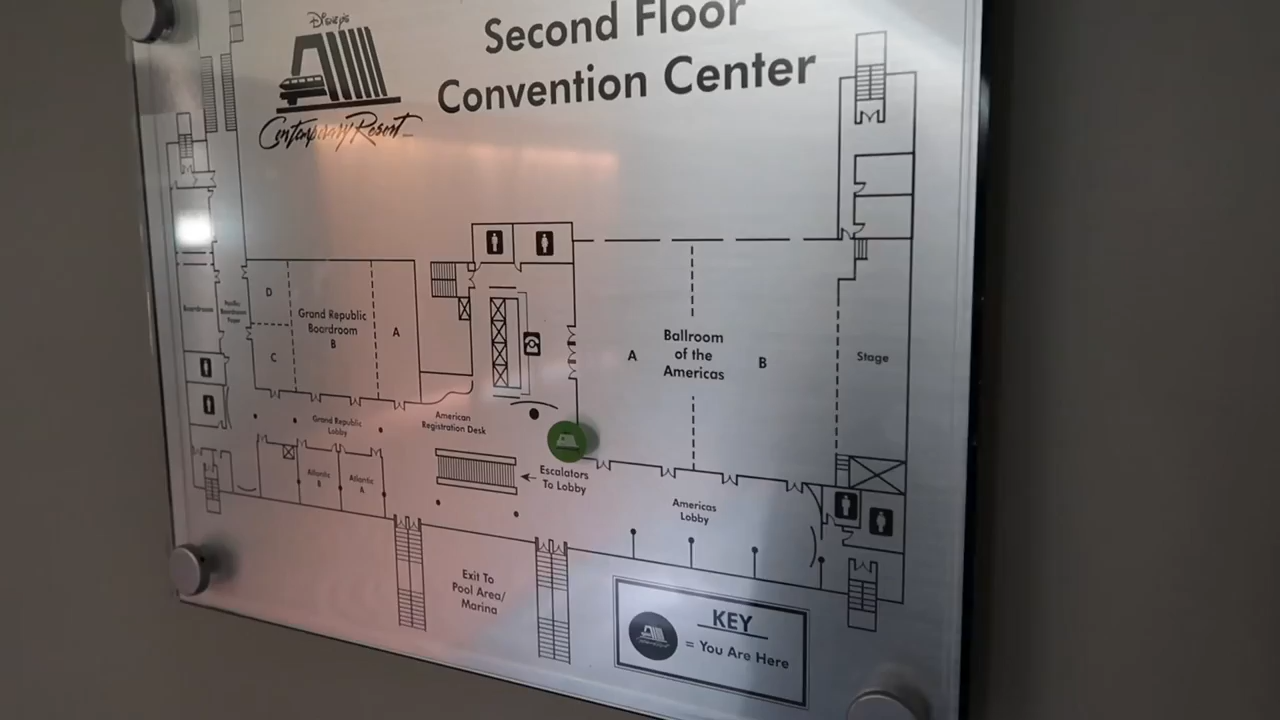 Disney's
Contemporary Resort
Second Floor
Convention Center
D
Grand Republic
Boardroom
B
A
C
Boardroom
Grand Republic
Lobby
American
Registration Desk
Atlantic
B
Atlantic
A
Escalators
To Lobby
A
Ballroom
of the
Americas
B
Stage
Americas
Lobby
Exit To
Pool Area/
Marina
KEY
= You Are Here